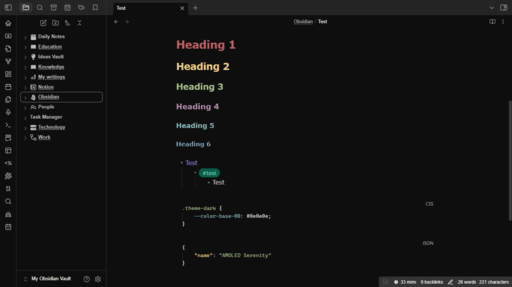 Test
Obsidian / Test
Daily Notes
Education
Ideas Vault
Knowledge
My writings
Notice
Obsidian
People
Task Manager
Technology
Work
My Obsidian Vault
Heading 1
Heading 2
Heading 3
Heading 4
Heading 5
Heading 6
Test
#test
Test
CSS
.theme-dark {
--color-base-00: #0e0e0e;
}
JSON
{
"name": "AMOLED Serenity"
}
33 mins 0 backlinks 26 words 221 characters